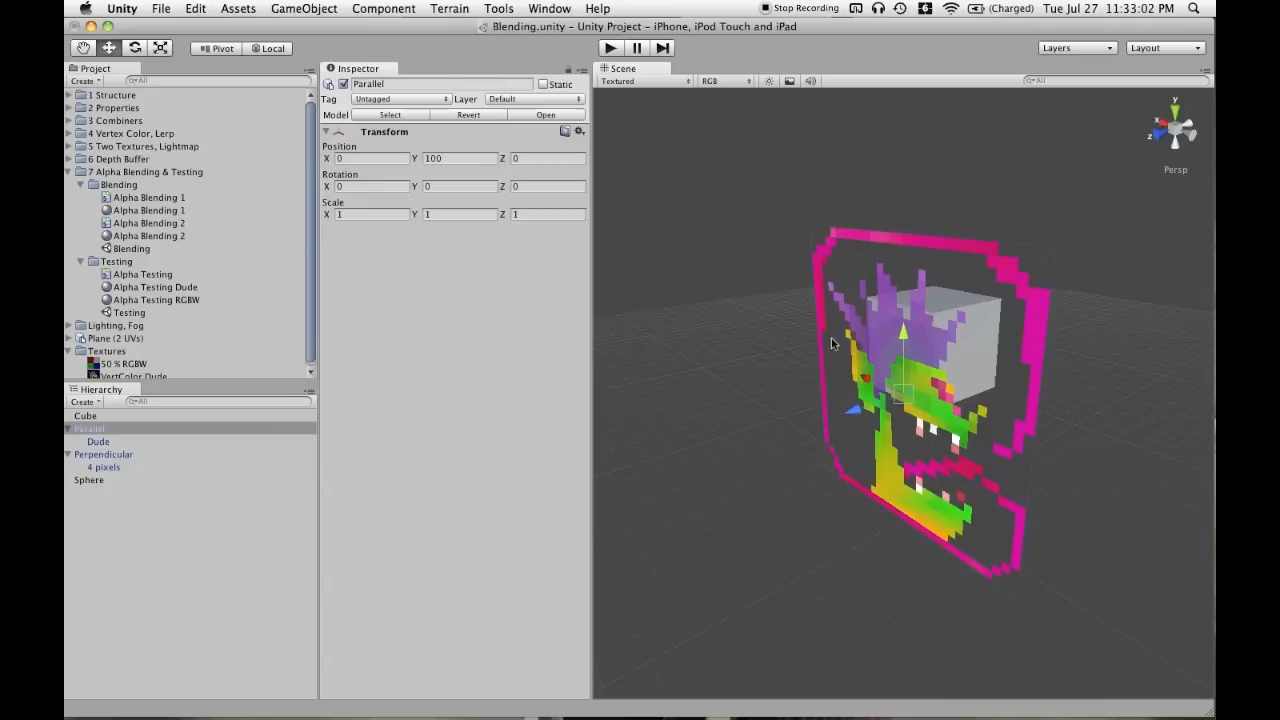 Unity File Edit Assets GameObject Component Terrain Tools Window Help Stop Recording 6 (Charged) Tue Jul 27 11:33:02 PM
Blending.unity – Unity Project – iPhone, iPod Touch and iPad
Pivot Local Layers Layout
Project
Create All
1 Structure
2 Properties
3 Combiners
4 Vertex Color, Lerp
5 Two Textures, Lightmap
6 Depth Buffer
7 Alpha Blending & Testing
Blending
Alpha Blending 1
Alpha Blending 1
Alpha Blending 2
Alpha Blending 2
Blending
Testing
Alpha Testing
Alpha Testing Dude
Alpha Testing RGBW
Testing
Lighting, Fog
Plane (2 UVs)
Textures
50 % RGBW
VertColor Dude
Hierarchy
Create All
Cube
Parallel
Dude
Perpendicular
4 pixels
Sphere
Inspector
Parallel Static
Tag Untagged Layer Default
Model Select Revert Open
Transform
Position
X 0 Y 100 Z 0
Rotation
X 0 Y 0 Z 0
Scale
X 1 Y 1 Z 1
Scene
Textured RGB All
y
x
z
Persp